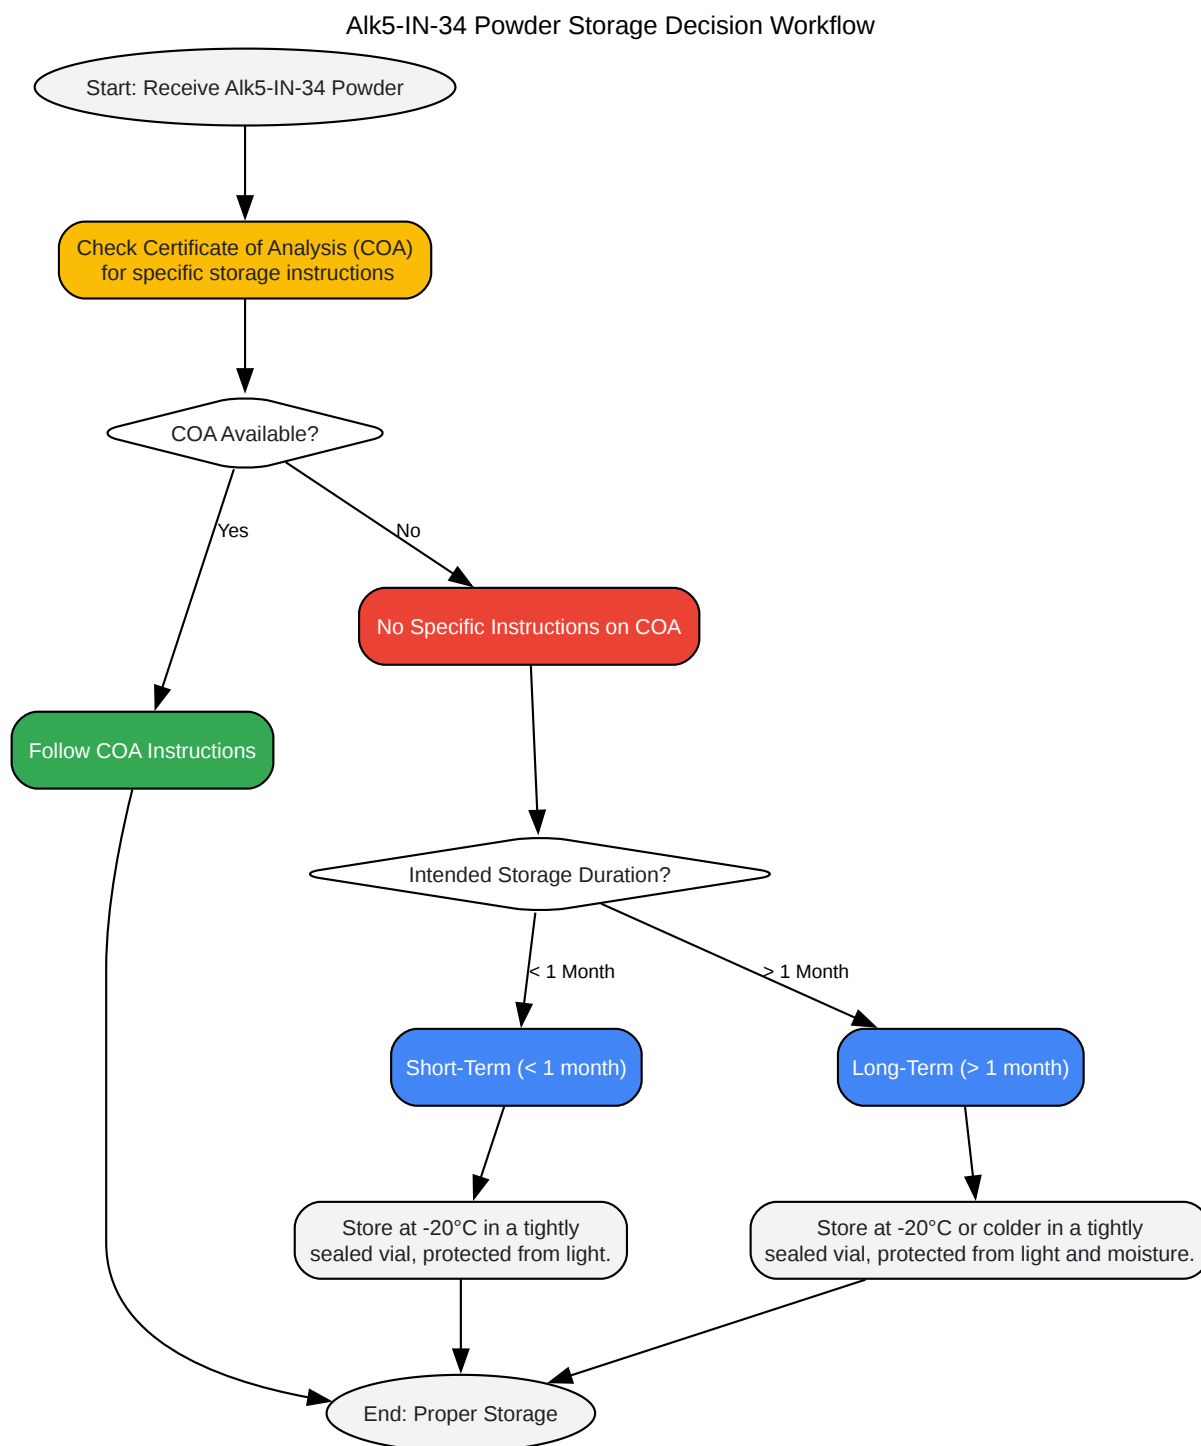 Alk5-IN-34 Powder Storage Decision Workflow
Start: Receive Alk5-IN-34 Powder
Check Certificate of Analysis (COA)
for specific storage instructions
COA Available?
Yes
No
No Specific Instructions on COA
Follow COA Instructions
Intended Storage Duration?
< 1 Month
> 1 Month
Short-Term (< 1 month)
Long-Term (> 1 month)
Store at -20°C in a tightly
sealed vial, protected from light.
Store at -20°C or colder in a tightly
sealed vial, protected from light and moisture.
End: Proper Storage